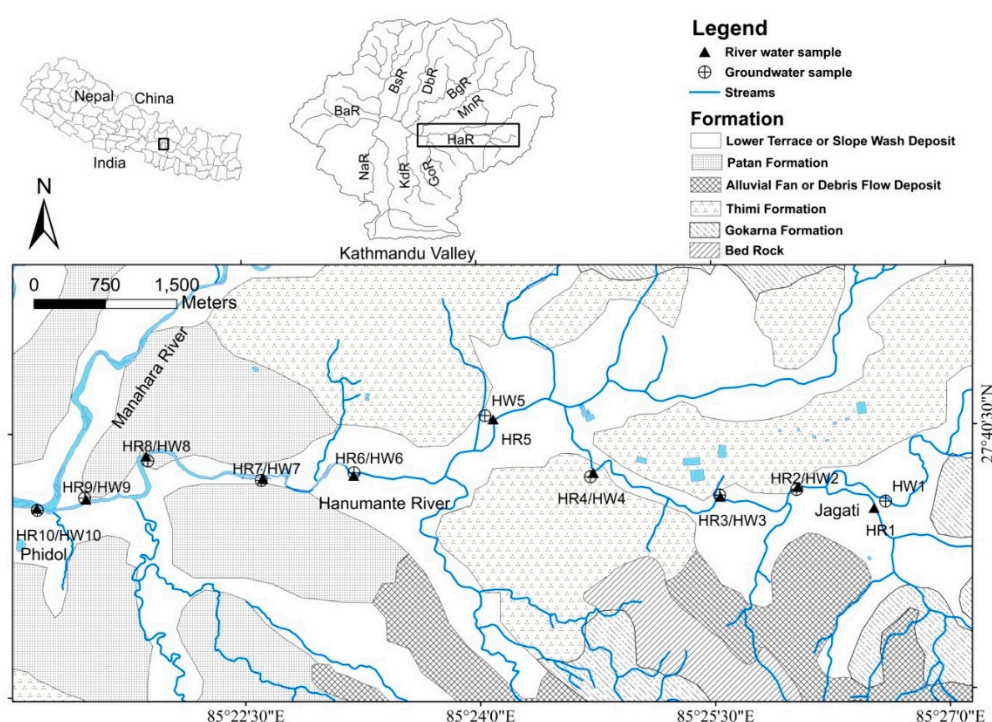 Nepal China
India
N
BaR
BsR
DbR
BgR
MnR
HaR
NaR
KdR
GoR
Kathmandu Valley
Legend
River water sample
Groundwater sample
Streams
Formation
Lower Terrace or Slope Wash Deposit
Patan Formation
Alluvial Fan or Debris Flow Deposit
Thimi Formation
Gokarna Formation
Bed Rock
0 750 1,500
Meters
Manahara River
HW5
HR5
HR8/HW8
HR7/HW7
HR6/HW6
HR9/HW9
Hanumante River
HR4/HW4
HR2/HW2
HW1
HR3/HW3
Jagati
HR1
HR10/HW10
Phidol
27°40'30"N
85°22'30"E
85°24'0"E
85°25'30"E
85°27'0"E